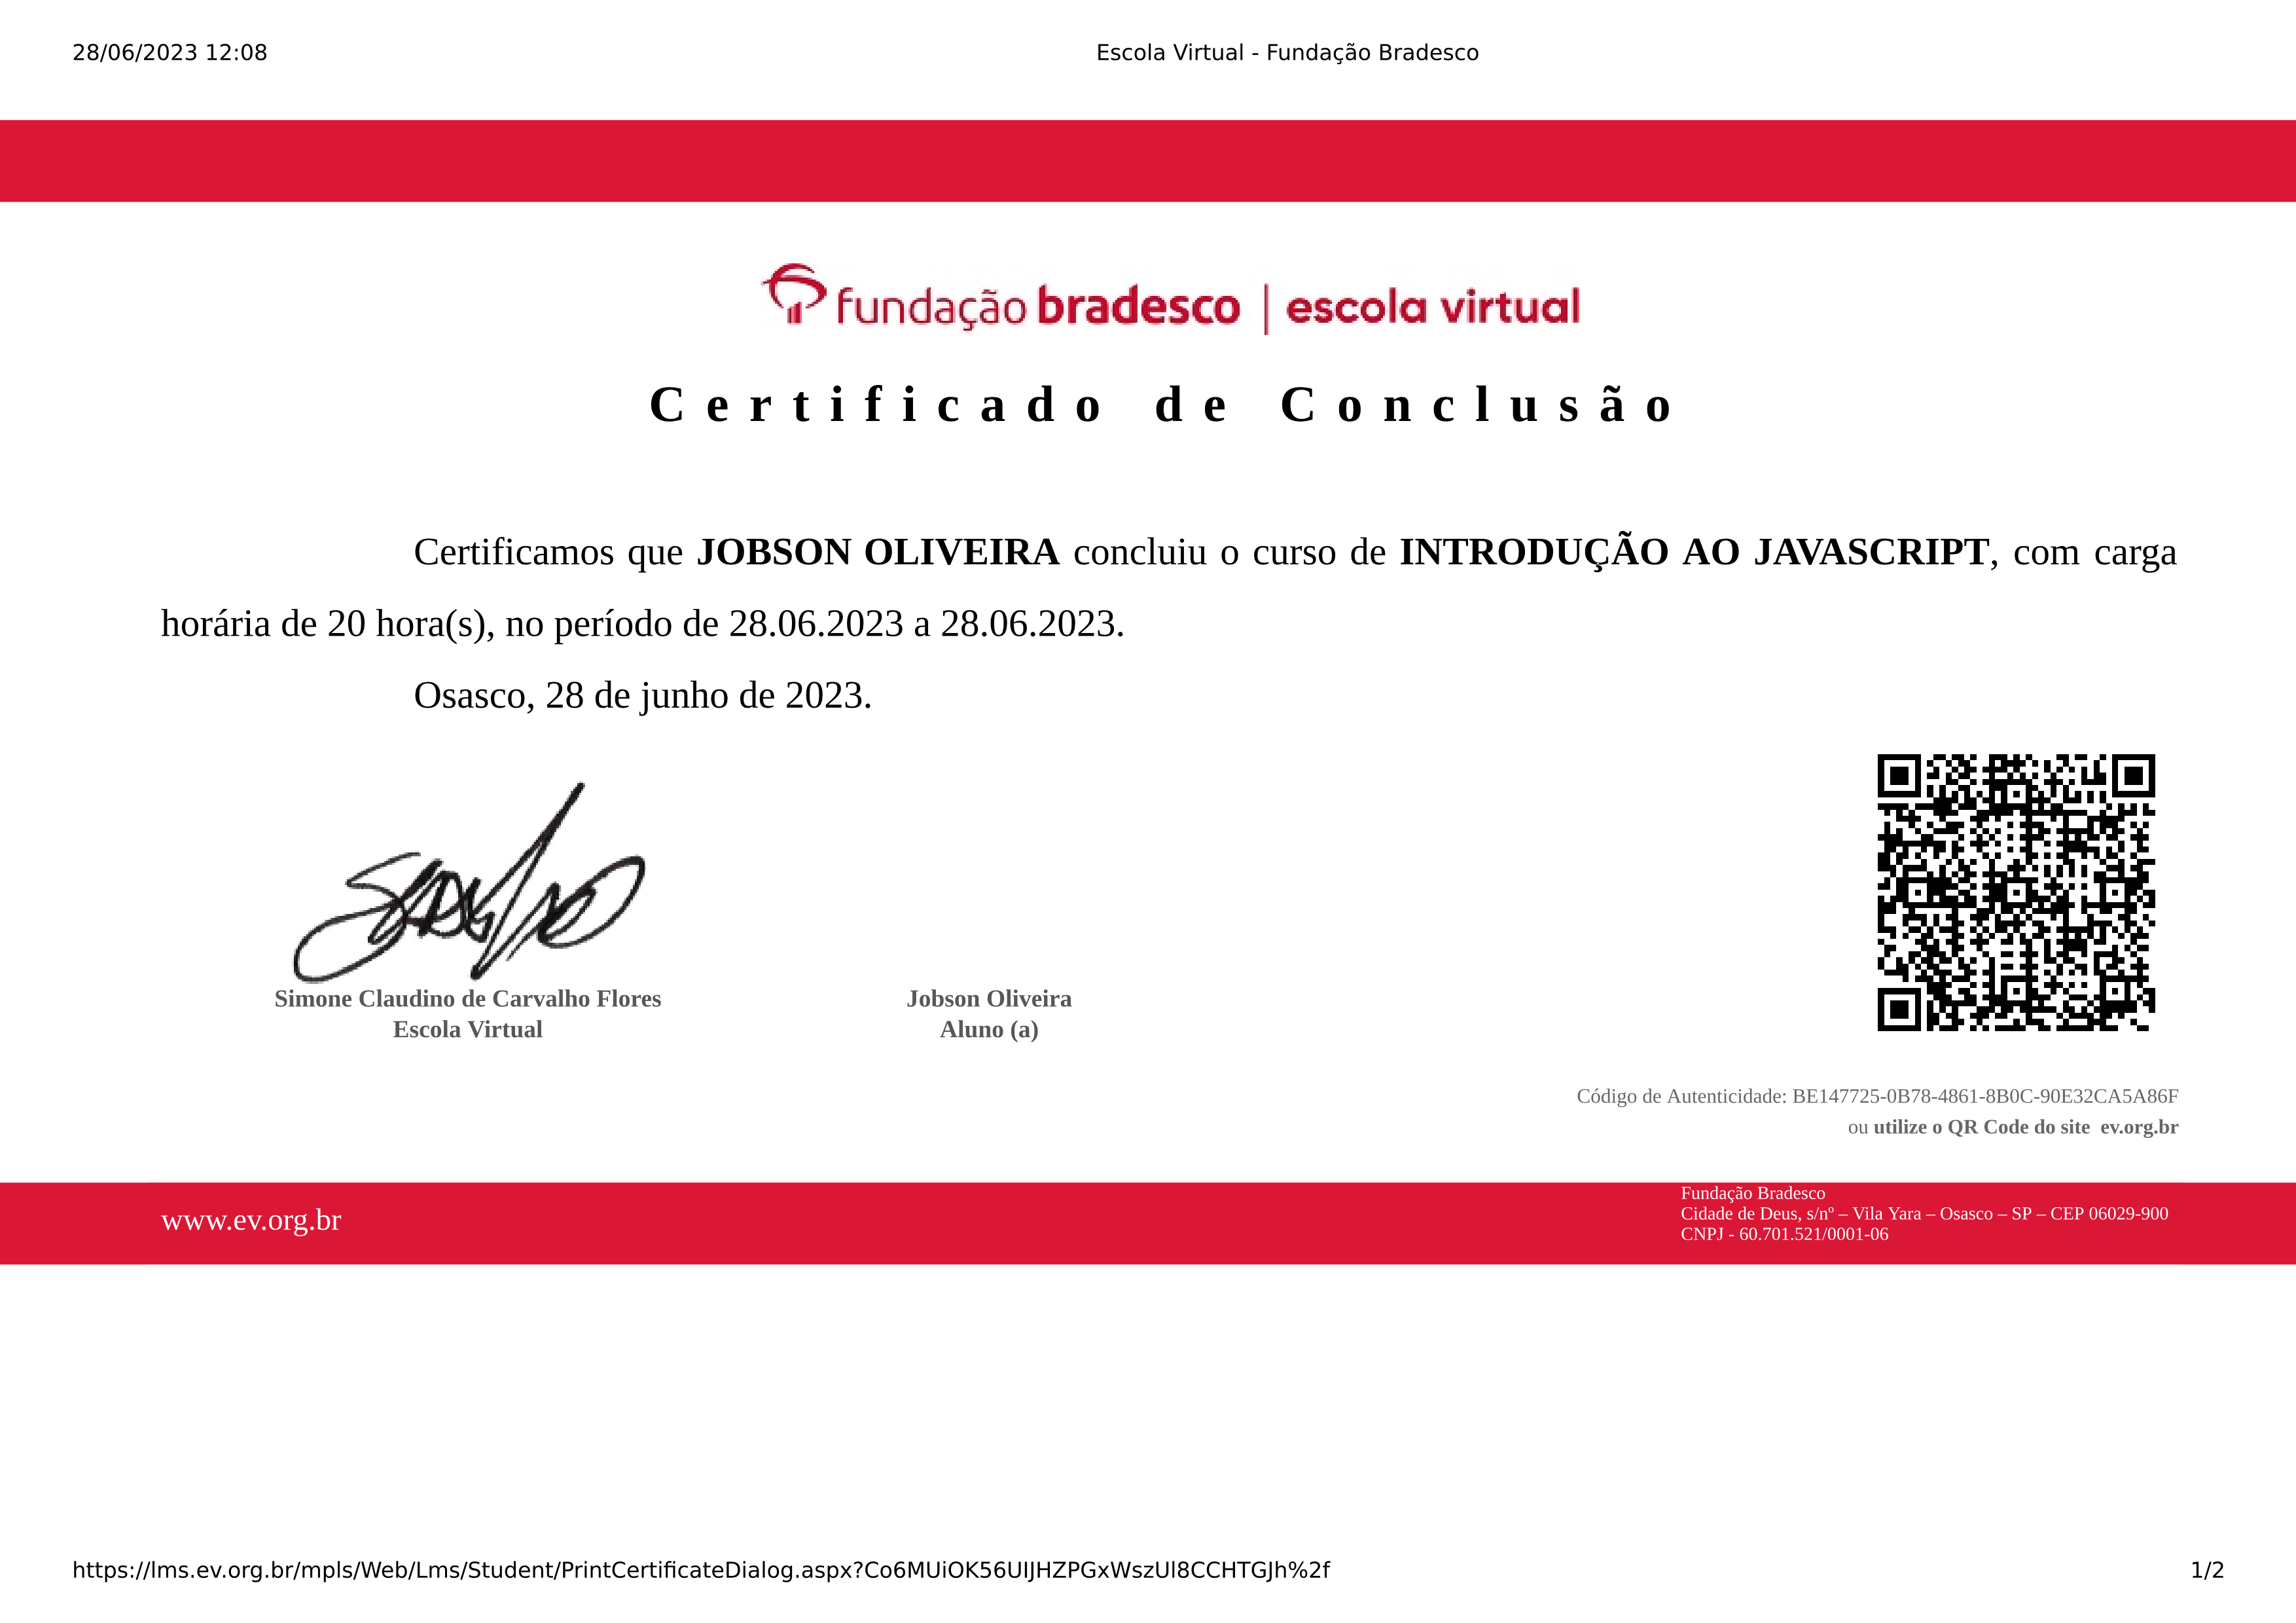 28/06/2023 12:08
Escola Virtual - Fundação Bradesco
fundação bradesco | escola virtual
Certificado de Conclusão
Certificamos que JOBSON OLIVEIRA concluiu o curso de INTRODUÇÃO AO JAVASCRIPT, com carga
horária de 20 hora(s), no período de 28.06.2023 a 28.06.2023.
Osasco, 28 de junho de 2023.
Simone Claudino de Carvalho Flores
Escola Virtual
Jobson Oliveira
Aluno (a)
Código de Autenticidade: BE147725-0B78-4861-8B0C-90E32CA5A86F
ou utilize o QR Code do site ev.org.br
www.ev.org.br
Fundação Bradesco
Cidade de Deus, s/nº – Vila Yara – Osasco – SP – CEP 06029-900
CNPJ - 60.701.521/0001-06
https://lms.ev.org.br/mpls/Web/Lms/Student/PrintCertificateDialog.aspx?Co6MUiOK56UIJHZPGxWszUl8CCHTGJh%2f
1/2